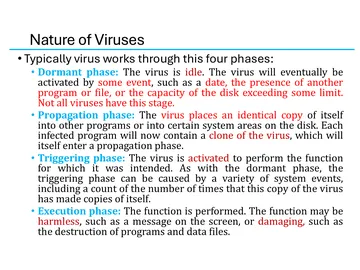 Nature of Viruses
• Typically virus works through this four phases:
• Dormant phase: The virus is idle. The virus will eventually be
activated by some event, such as a date, the presence of another
program or file, or the capacity of the disk exceeding some limit.
Not all viruses have this stage.
• Propagation phase: The virus places an identical copy of itself
into other programs or into certain system areas on the disk. Each
infected program will now contain a clone of the virus, which will
itself enter a propagation phase.
• Triggering phase: The virus is activated to perform the function
for which it was intended. As with the dormant phase, the
triggering phase can be caused by a variety of system events,
including a count of the number of times that this copy of the virus
has made copies of itself.
• Execution phase: The function is performed. The function may be
harmless, such as a message on the screen, or damaging, such as
the destruction of programs and data files.